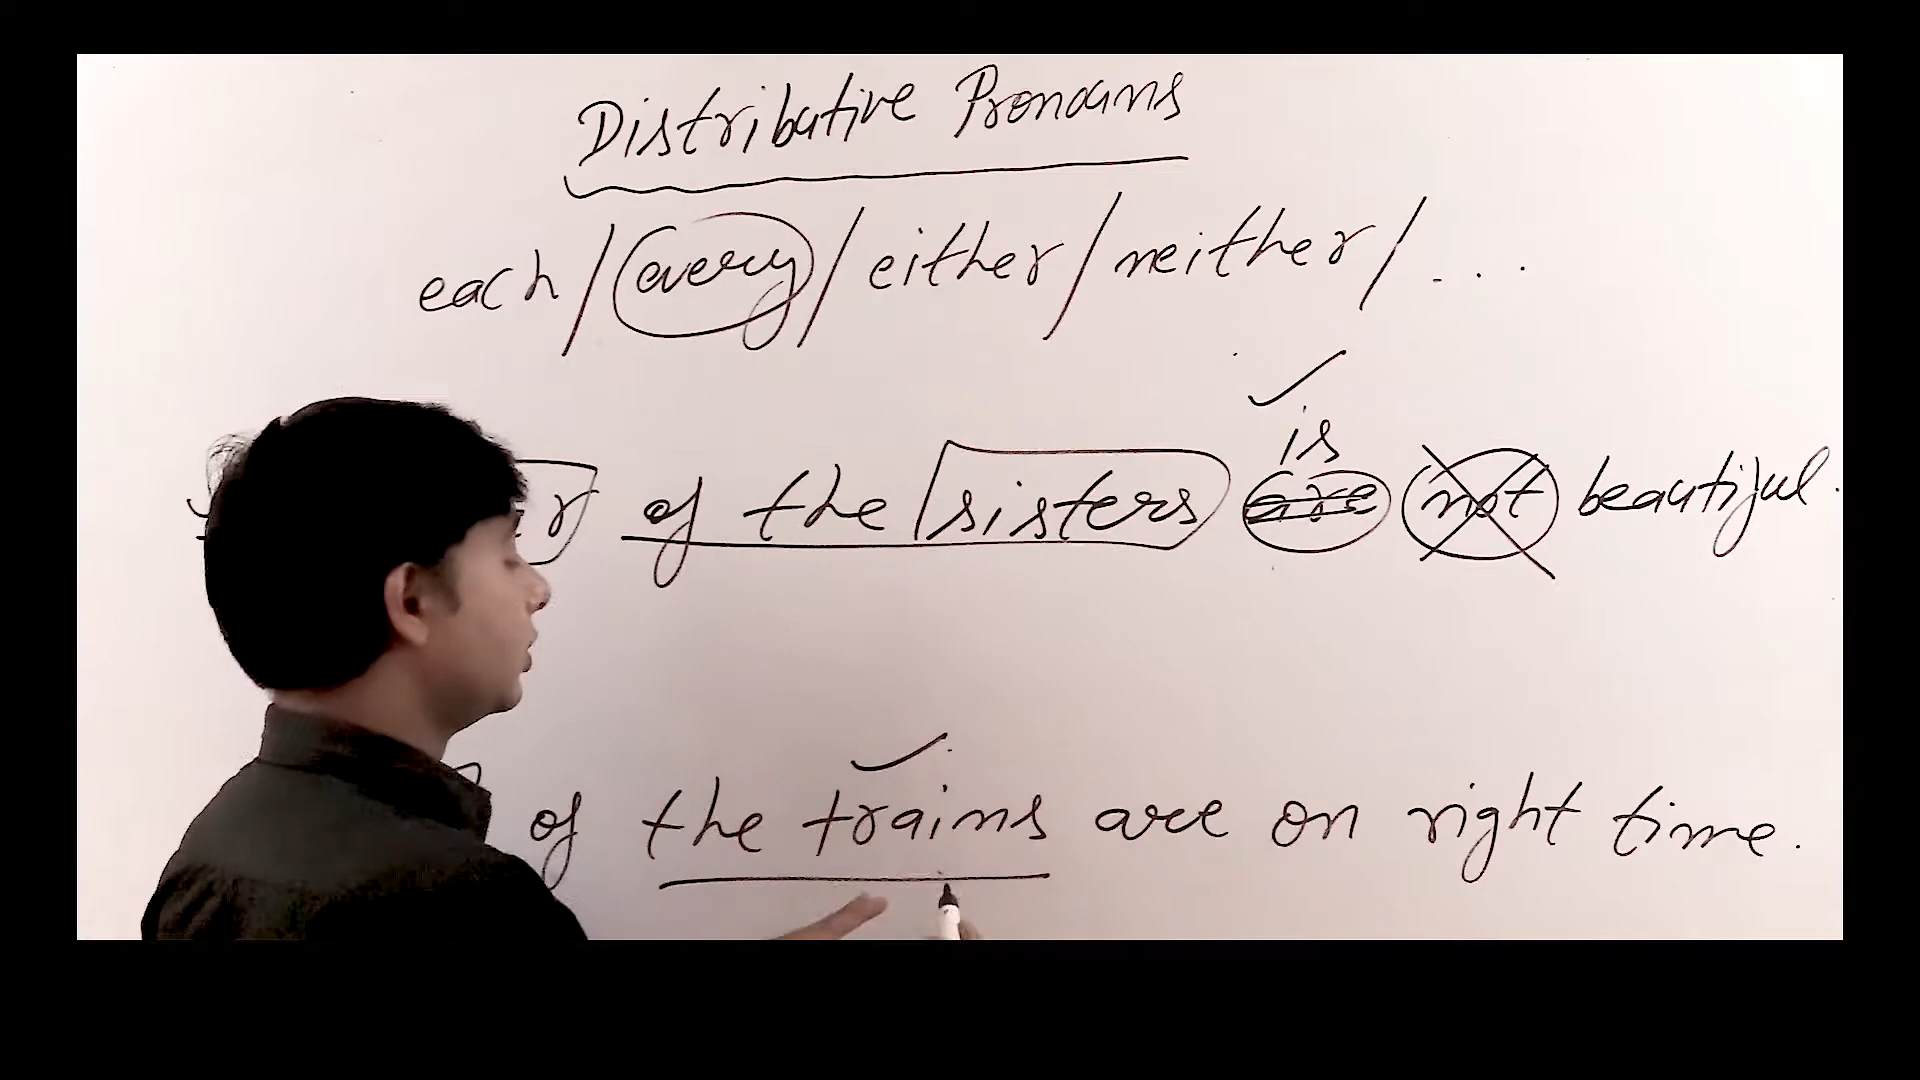 Distributive Pronouns
each / every / either / neither / ...
is
r of the sisters are not beautiful.
of the trains are on right time.